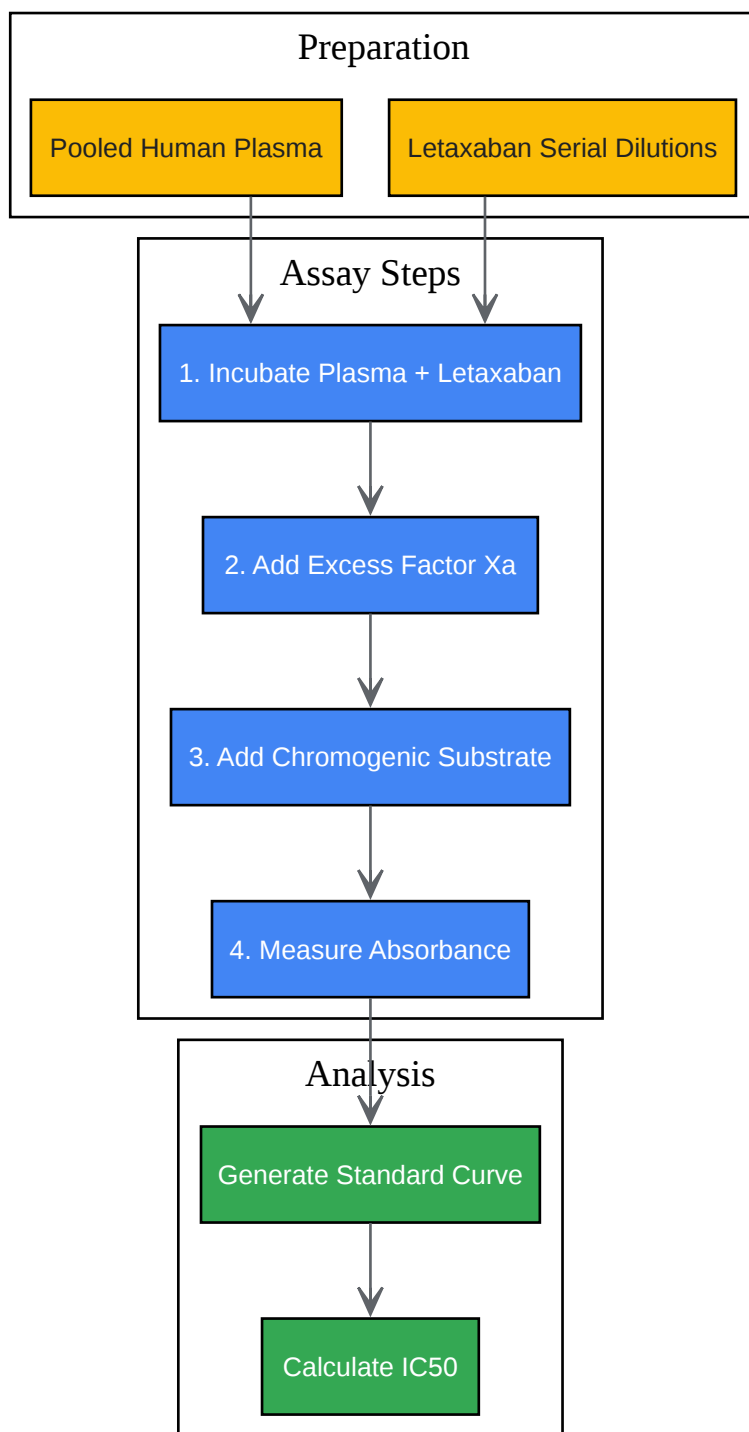 Preparation
Pooled Human Plasma
Letaxaban Serial Dilutions
Assay Steps
1. Incubate Plasma + Letaxaban
2. Add Excess Factor Xa
3. Add Chromogenic Substrate
4. Measure Absorbance
Analysis
Generate Standard Curve
Calculate IC50